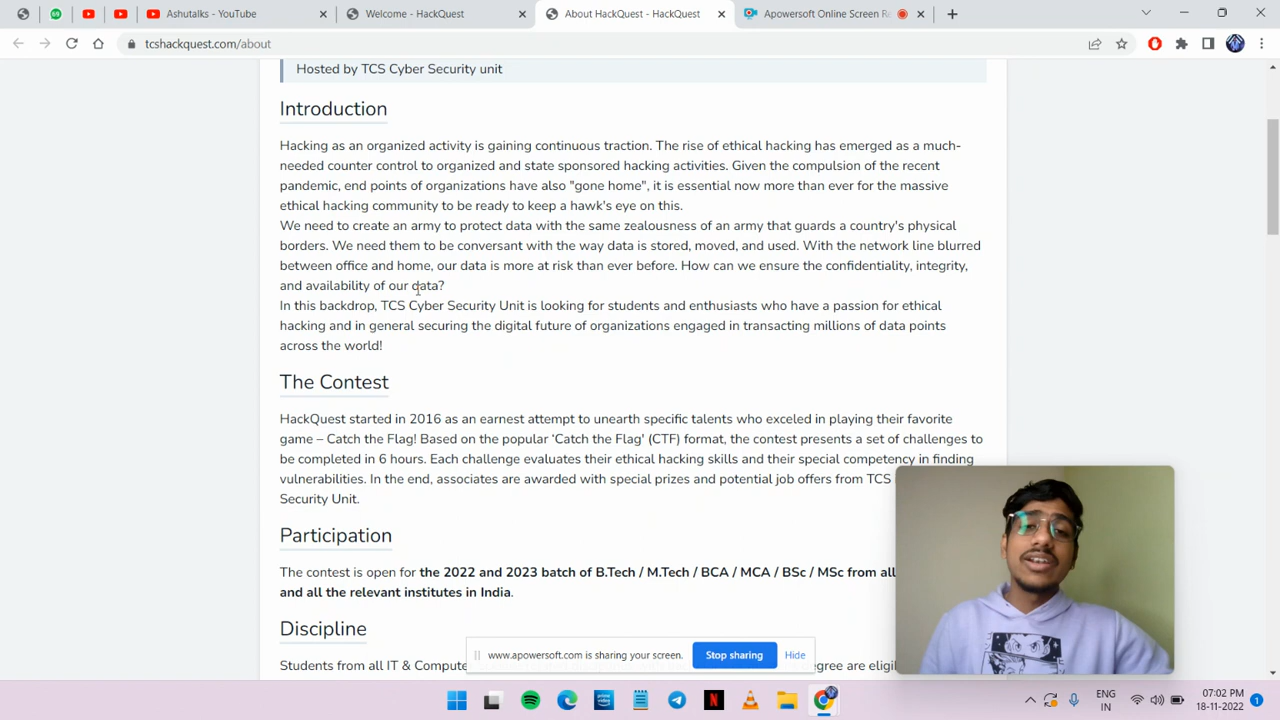 Ashutalks - YouTube
Welcome - HackQuest
About HackQuest - HackQuest
Apowersoft Online Screen Re
tcshackquest.com/about
Hosted by TCS Cyber Security unit
Introduction
Hacking as an organized activity is gaining continuous traction. The rise of ethical hacking has emerged as a much-
needed counter control to organized and state sponsored hacking activities. Given the compulsion of the recent
pandemic, end points of organizations have also "gone home", it is essential now more than ever for the massive
ethical hacking community to be ready to keep a hawk's eye on this.
We need to create an army to protect data with the same zealousness of an army that guards a country's physical
borders. We need them to be conversant with the way data is stored, moved, and used. With the network line blurred
between office and home, our data is more at risk than ever before. How can we ensure the confidentiality, integrity,
and availability of our data?
In this backdrop, TCS Cyber Security Unit is looking for students and enthusiasts who have a passion for ethical
hacking and in general securing the digital future of organizations engaged in transacting millions of data points
across the world!
The Contest
HackQuest started in 2016 as an earnest attempt to unearth specific talents who exceled in playing their favorite
game – Catch the Flag! Based on the popular ‘Catch the Flag’ (CTF) format, the contest presents a set of challenges to
be completed in 6 hours. Each challenge evaluates their ethical hacking skills and their special competency in finding
vulnerabilities. In the end, associates are awarded with special prizes and potential job offers from TCS
Security Unit.
Participation
The contest is open for the 2022 and 2023 batch of B.Tech / M.Tech / BCA / MCA / BSc / MSc from all
and all the relevant institutes in India.
Discipline
Students from all IT & Compute
egree are eligi
www.apowersoft.com is sharing your screen.
Stop sharing
Hide
ENG
IN
07:02 PM
18-11-2022
1